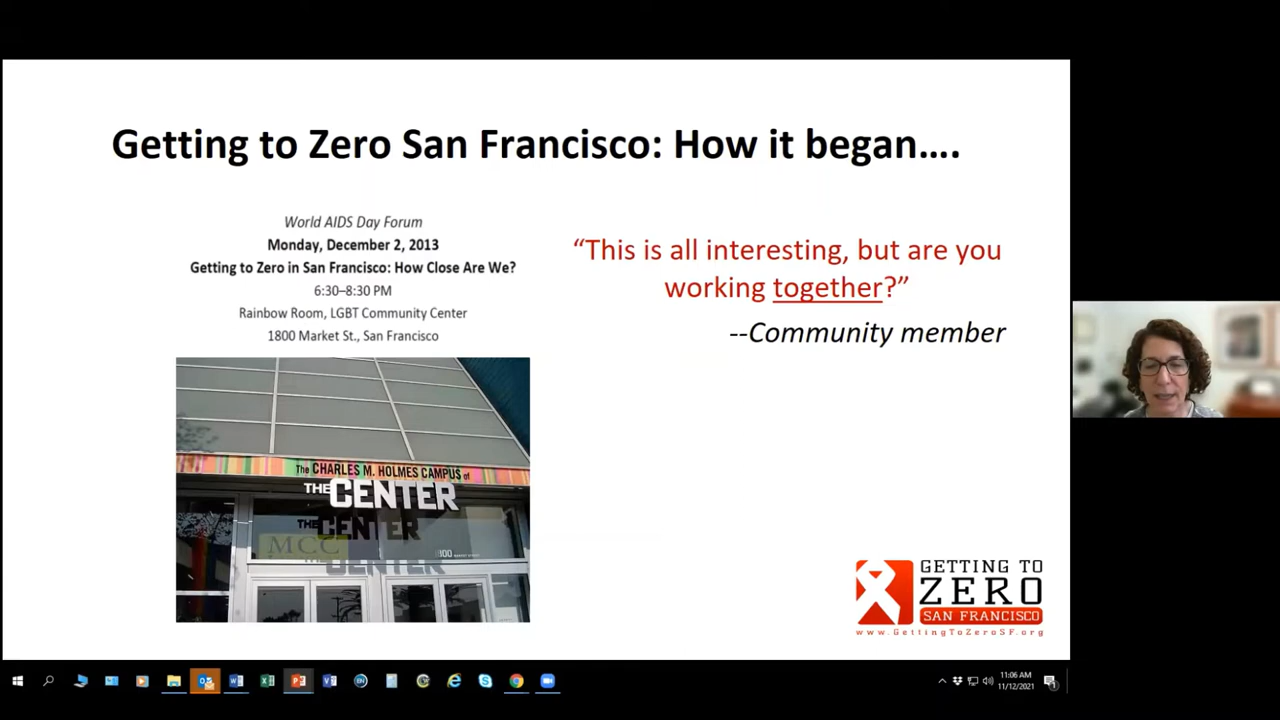 Getting to Zero San Francisco: How it began….
World AIDS Day Forum
Monday, December 2, 2013
Getting to Zero in San Francisco: How Close Are We?
6:30–8:30 PM
Rainbow Room, LGBT Community Center
1800 Market St., San Francisco
“This is all interesting, but are you
working together?”
--Community member
The CHARLES M. HOLMES CAMPUS of
THE CENTER
THE CENTER
MCC
CENTER
GETTING TO
ZERO
SAN FRANCISCO
www.GettingToZeroSF.org
11:06 AM
11/12/2021